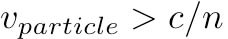 v_{particle} > c/n